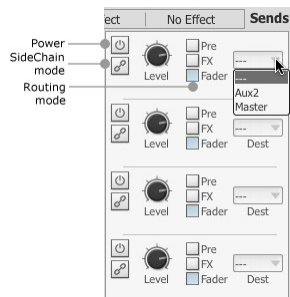 ect No Effect Sends
Power
SideChain mode
Routing mode
Pre
FX
Fader
Level
---
---
Aux2
Master
Pre
FX
Fader
Level
---
Dest
Pre
FX
Fader
Level
---
Dest
Pre
FX
Fader
Level
---
Dest